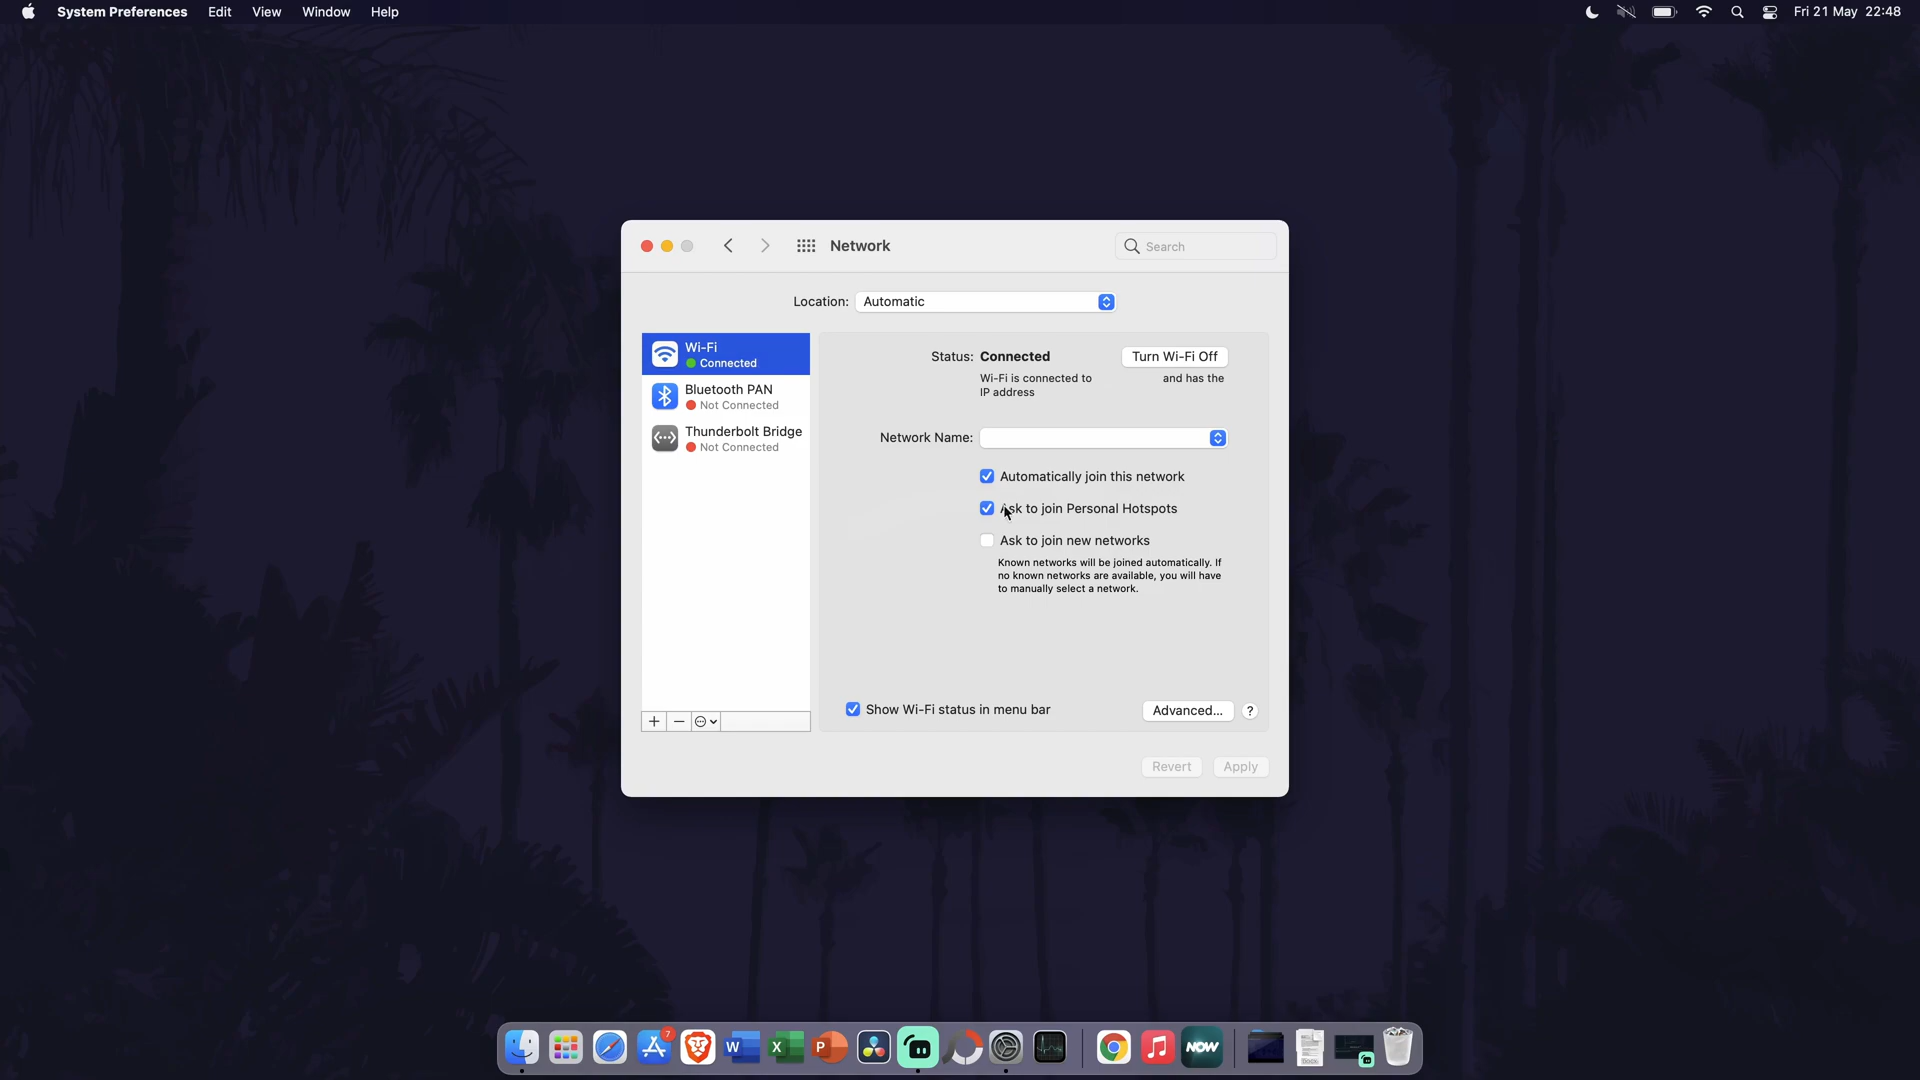 System Preferences Edit View Window Help
Fri 21 May 22:48
Network
Search
Location: Automatic
Wi-Fi
Connected
Bluetooth PAN
Not Connected
Thunderbolt Bridge
Not Connected
Status: Connected
Turn Wi-Fi Off
Wi-Fi is connected to and has the
IP address
Network Name:
Automatically join this network
Ask to join Personal Hotspots
Ask to join new networks
Known networks will be joined automatically. If
no known networks are available, you will have
to manually select a network.
Show Wi-Fi status in menu bar
Advanced...
?
Revert
Apply
7
W
X
P
NOW
DOCX